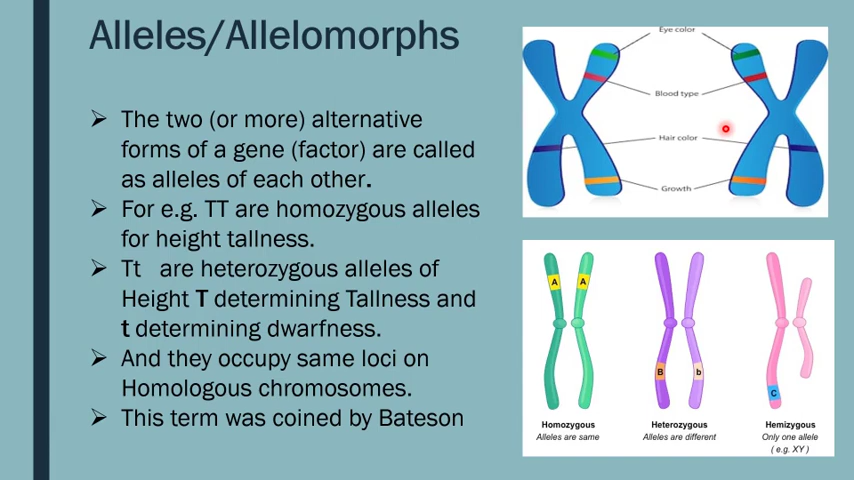 Alleles/Allelomorphs
➢ The two (or more) alternative
forms of a gene (factor) are called
as alleles of each other.
➢ For e.g. TT are homozygous alleles
for height tallness.
➢ Tt are heterozygous alleles of
Height T determining Tallness and
t determining dwarfness.
➢ And they occupy same loci on
Homologous chromosomes.
➢ This term was coined by Bateson
Eye color
Blood type
Hair color
Growth
A A
B b
C
Homozygous
Alleles are same
Heterozygous
Alleles are different
Hemizygous
Only one allele
( e.g. XY )